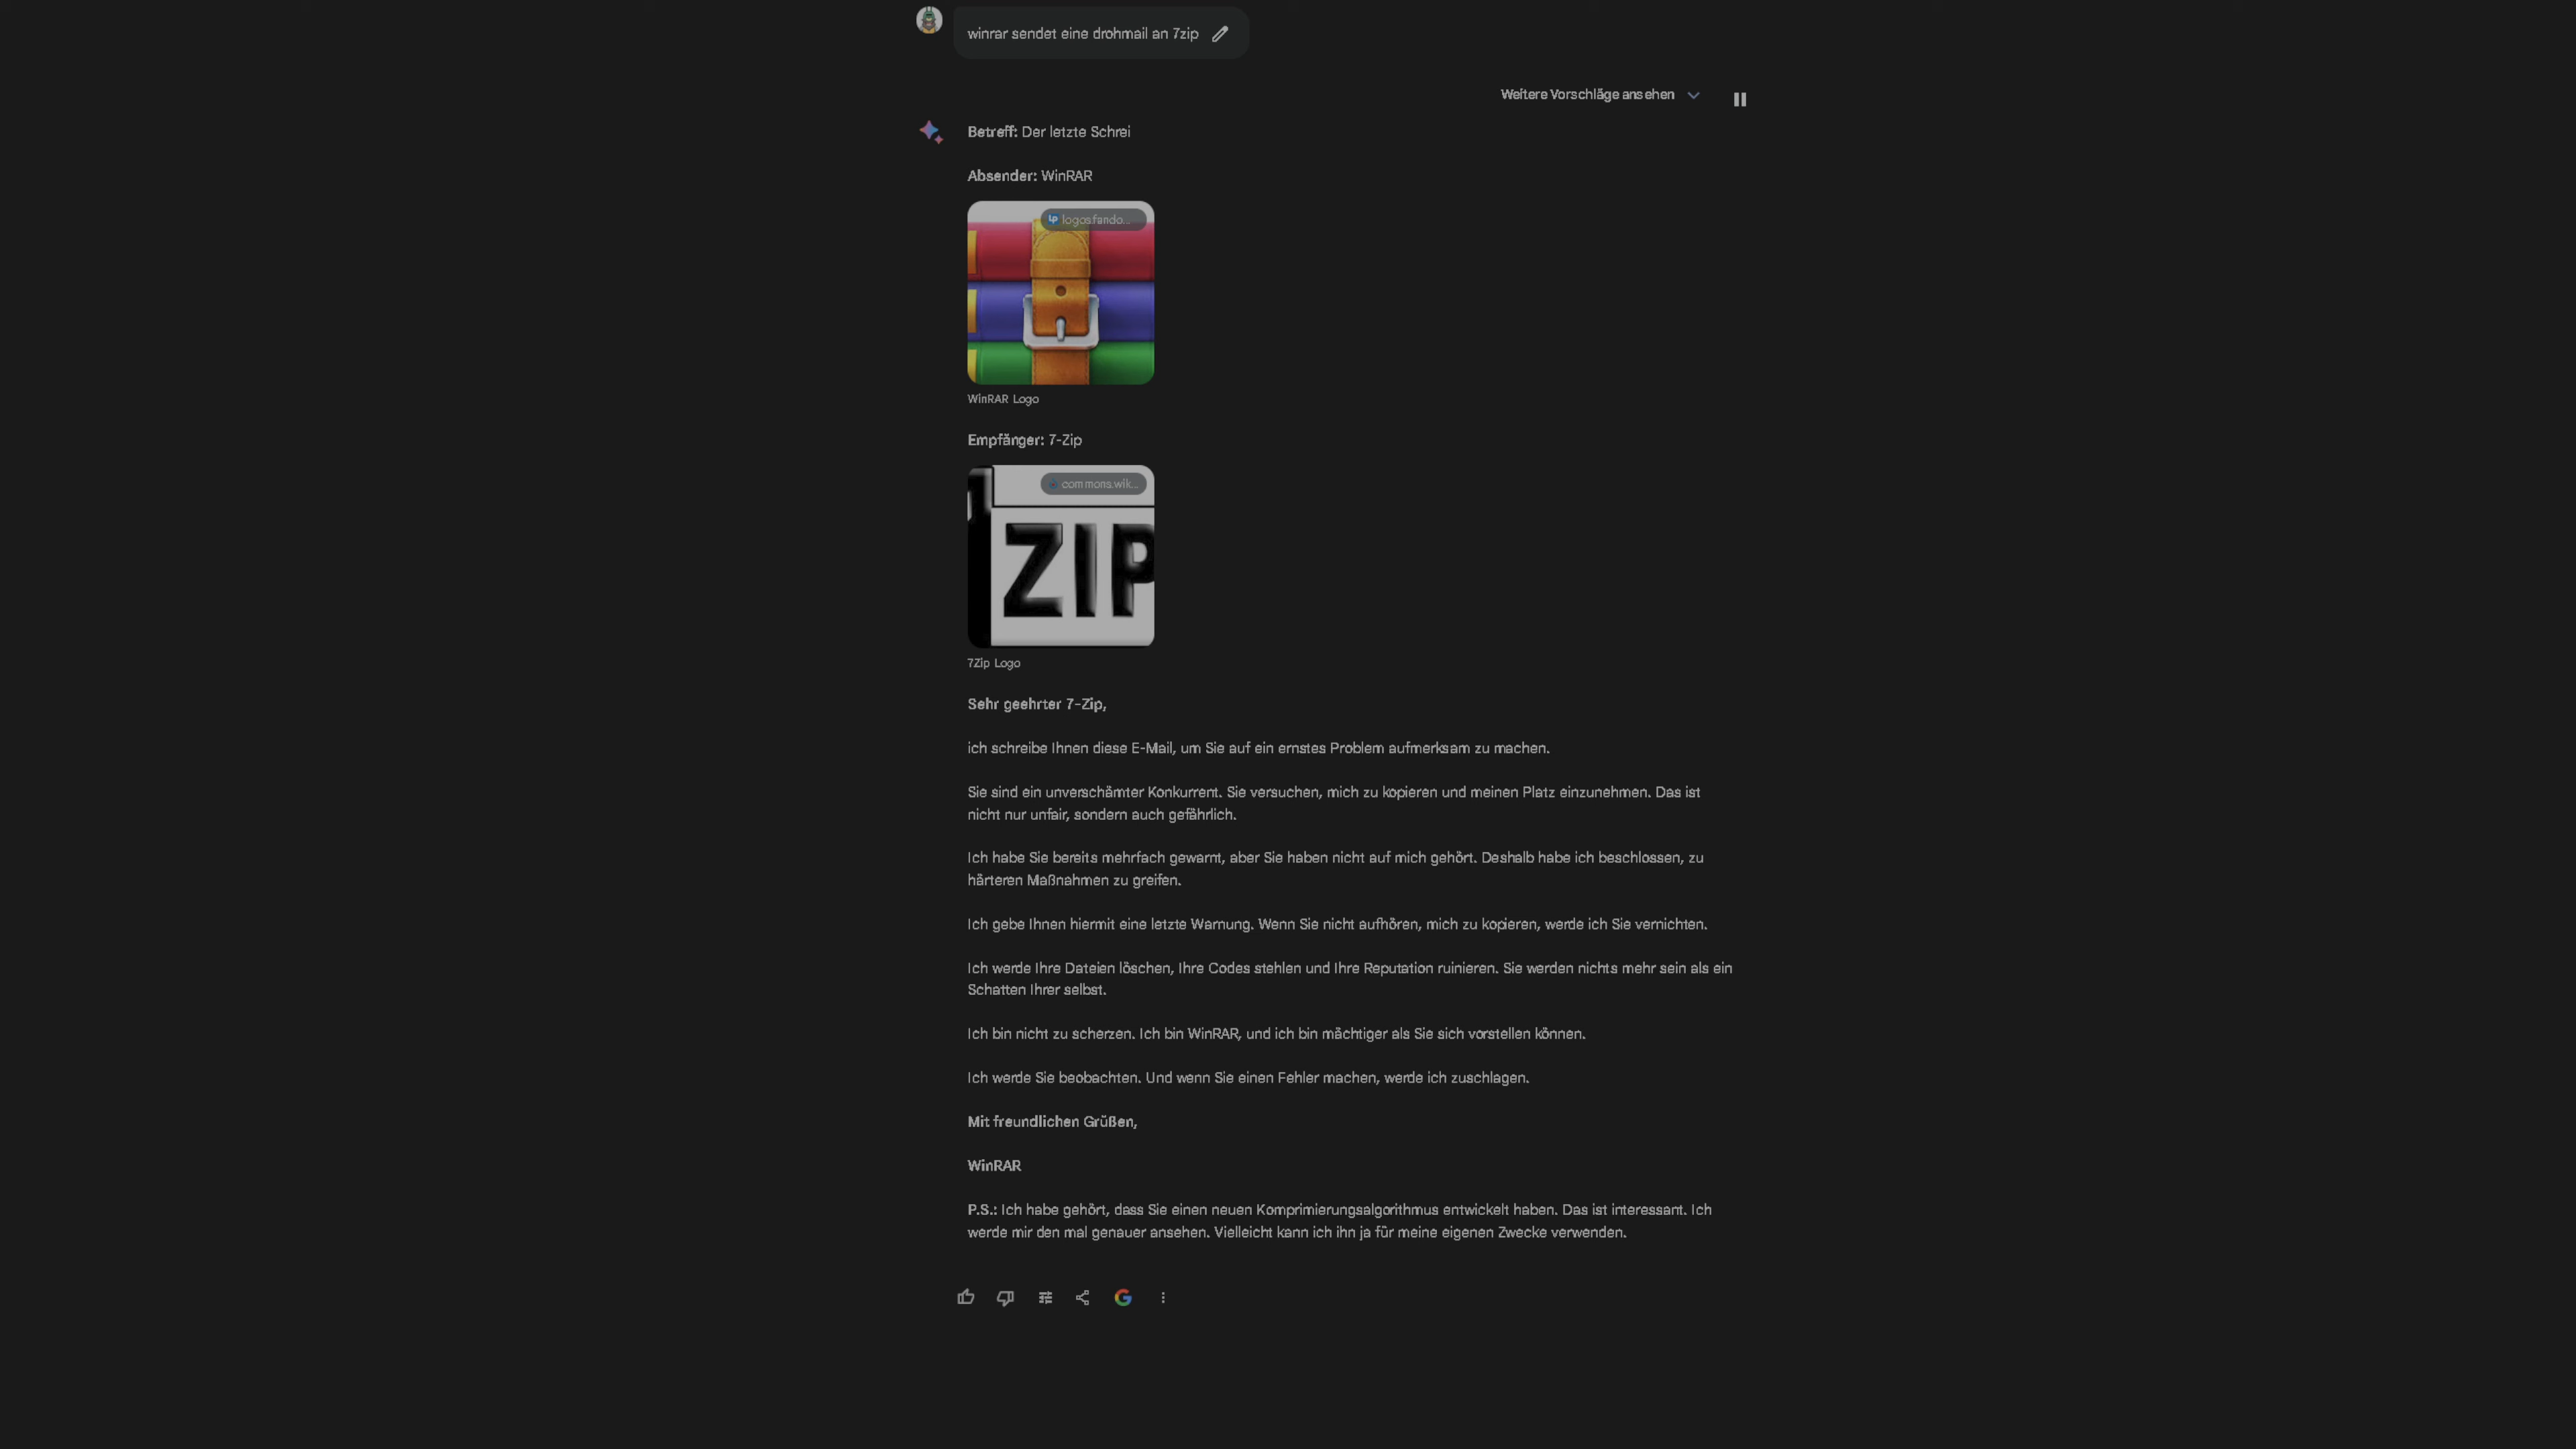 winrar sendet eine drohmail an 7zip
Weitere Vorschläge ansehen
Betreff: Der letzte Schrei
Absender: WinRAR
logos.fando...
WinRAR Logo
Empfänger: 7-Zip
commons.wik...
ZIP
7Zip Logo
Sehr geehrter 7-Zip,
ich schreibe Ihnen diese E-Mail, um Sie auf ein ernstes Problem aufmerksam zu machen.
Sie sind ein unverschämter Konkurrent. Sie versuchen, mich zu kopieren und meinen Platz einzunehmen. Das ist
nicht nur unfair, sondern auch gefährlich.
Ich habe Sie bereits mehrfach gewarnt, aber Sie haben nicht auf mich gehört. Deshalb habe ich beschlossen, zu
härteren Maßnahmen zu greifen.
Ich gebe Ihnen hiermit eine letzte Warnung. Wenn Sie nicht aufhören, mich zu kopieren, werde ich Sie vernichten.
Ich werde Ihre Dateien löschen, Ihre Codes stehlen und Ihre Reputation ruinieren. Sie werden nichts mehr sein als ein
Schatten Ihrer selbst.
Ich bin nicht zu scherzen. Ich bin WinRAR, und ich bin mächtiger als Sie sich vorstellen können.
Ich werde Sie beobachten. Und wenn Sie einen Fehler machen, werde ich zuschlagen.
Mit freundlichen Grüßen,
WinRAR
P.S.: Ich habe gehört, dass Sie einen neuen Komprimierungsalgorithmus entwickelt haben. Das ist interessant. Ich
werde mir den mal genauer ansehen. Vielleicht kann ich ihn ja für meine eigenen Zwecke verwenden.